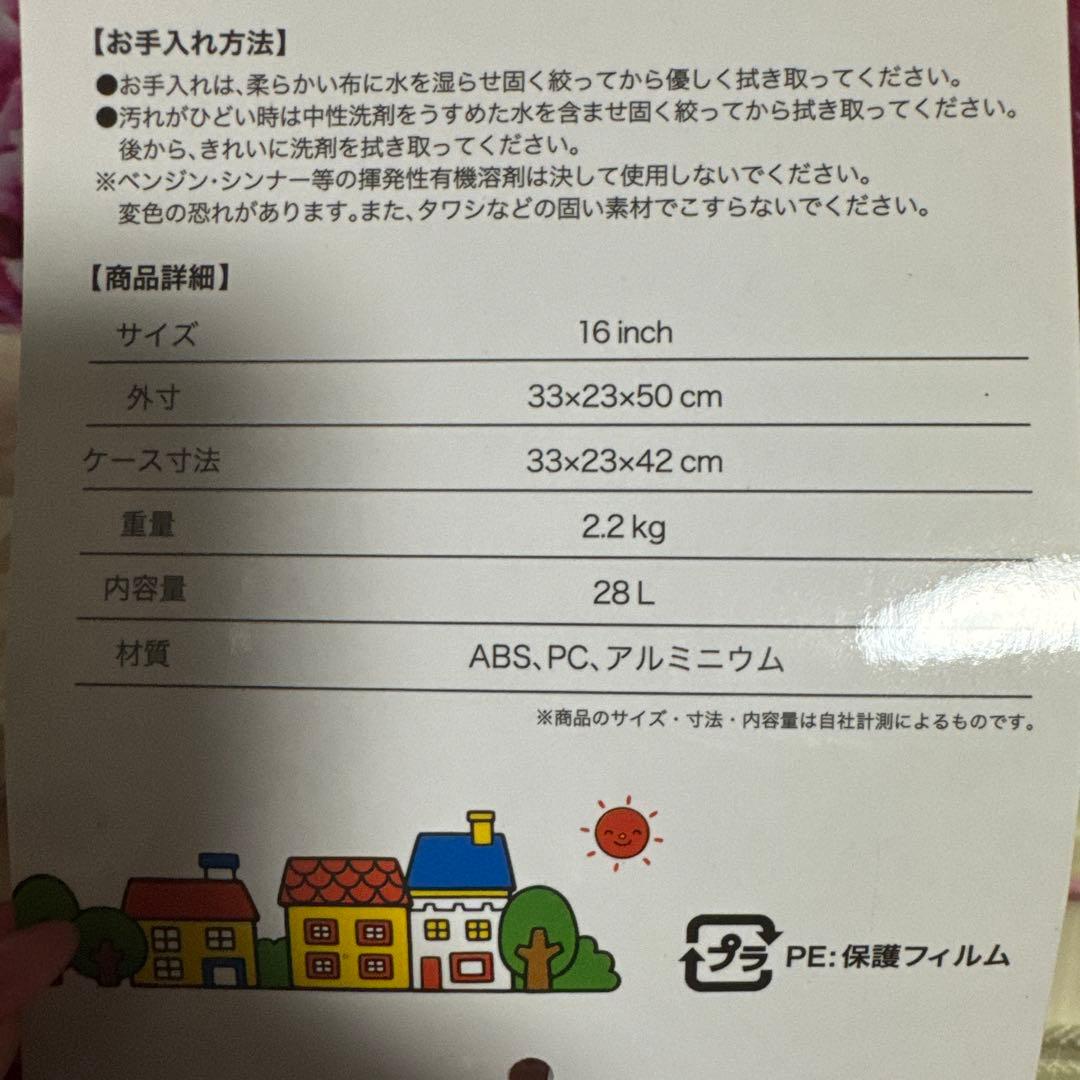 【お手入れ方法】
●お手入れは、柔らかい布に水を湿らせ固く絞ってから優しく拭き取ってください。
●汚れがひどい時は中性洗剤をうすめた水を含ませ固く絞ってから拭き取ってください。
後から、きれいに洗剤を拭き取ってください。
※ベンジン・シンナー等の揮発性有機溶剤は決して使用しないでください。
変色の恐れがあります。また、タワシなどの固い素材でこすらないでください。
【商品詳細】
サイズ 16 inch
外寸 33×23×50 cm
ケース寸法 33×23×42 cm
重量 2.2 kg
内容量 28 L
材質 ABS、PC、アルミニウム
※商品のサイズ・寸法・内容量は自社計測によるものです。
プラ PE:保護フィルム